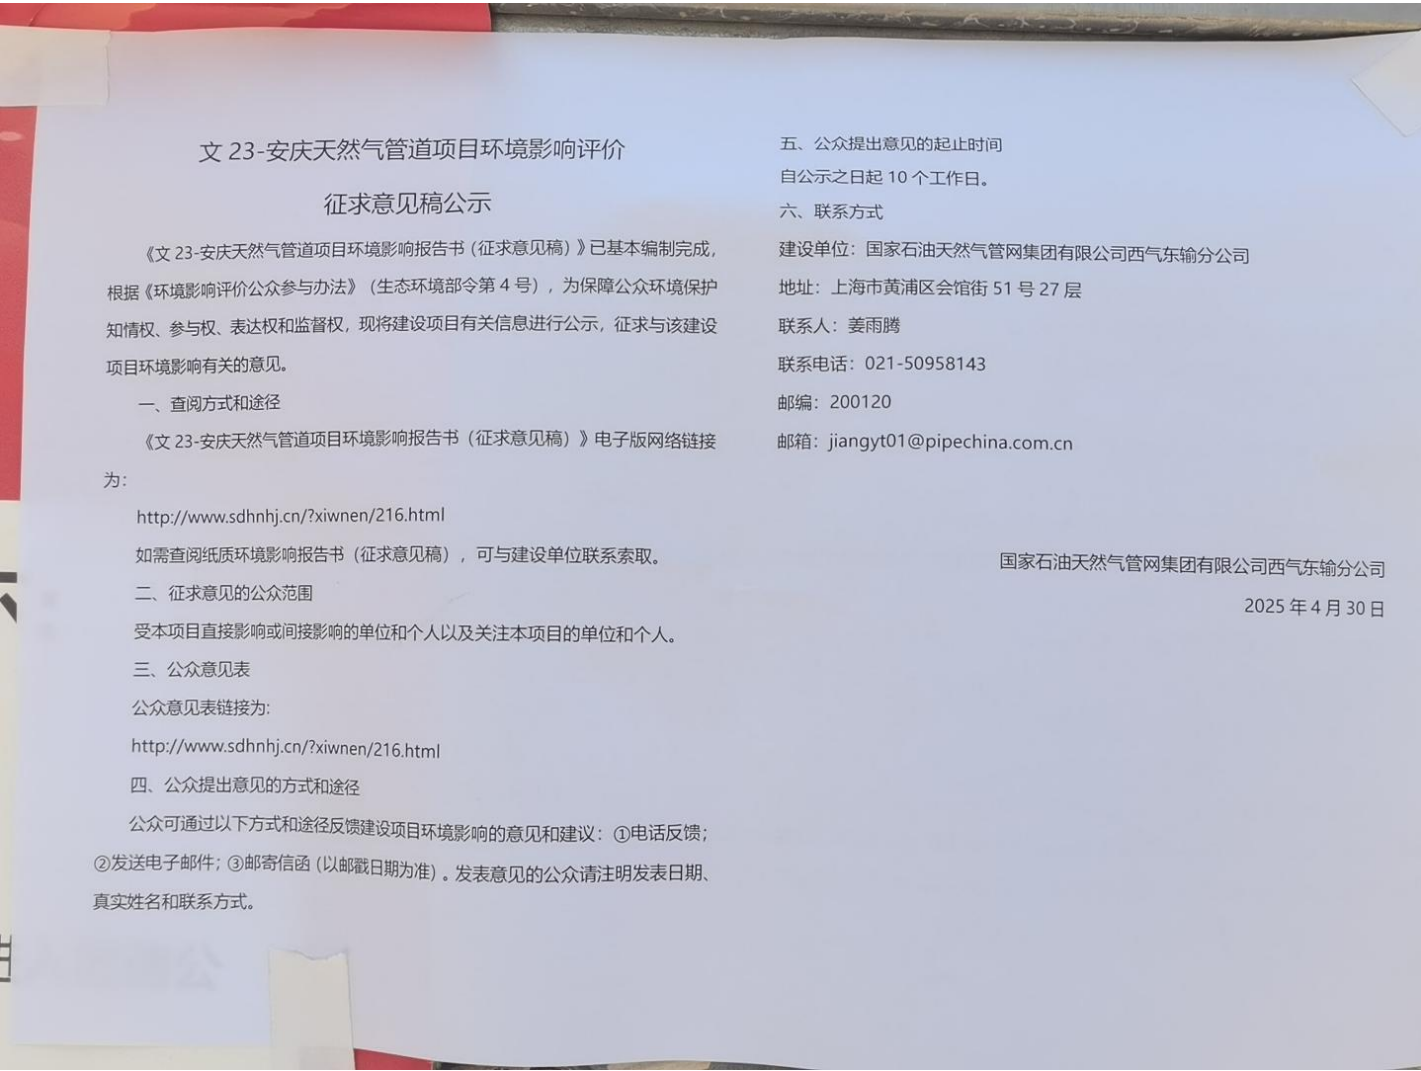 文 23-安庆天然气管道项目环境影响评价
征求意见稿公示
《文 23-安庆天然气管道项目环境影响报告书（征求意见稿）》已基本编制完成，
根据《环境影响评价公众参与办法》（生态环境部令第 4 号），为保障公众环境保护
知情权、参与权、表达权和监督权，现将建设项目有关信息进行公示，征求与该建设
项目环境影响有关的意见。
一、查阅方式和途径
《文 23-安庆天然气管道项目环境影响报告书（征求意见稿）》电子版网络链接
为：
http://www.sdhnhj.cn/?xiwnen/216.html
如需查阅纸质环境影响报告书（征求意见稿），可与建设单位联系索取。
二、征求意见的公众范围
受本项目直接影响或间接影响的单位和个人以及关注本项目的单位和个人。
三、公众意见表
公众意见表链接为：
http://www.sdhnhj.cn/?xiwnen/216.html
四、公众提出意见的方式和途径
公众可通过以下方式和途径反馈建设项目环境影响的意见和建议：①电话反馈；
②发送电子邮件；③邮寄信函（以邮戳日期为准）。发表意见的公众请注明发表日期、
真实姓名和联系方式。
五、公众提出意见的起止时间
自公示之日起 10 个工作日。
六、联系方式
建设单位：国家石油天然气管网集团有限公司西气东输分公司
地址：上海市黄浦区会馆街 51 号 27 层
联系人：姜雨腾
联系电话：021-50958143
邮编：200120
邮箱：jiangyt01@pipechina.com.cn
国家石油天然气管网集团有限公司西气东输分公司
2025 年 4 月 30 日